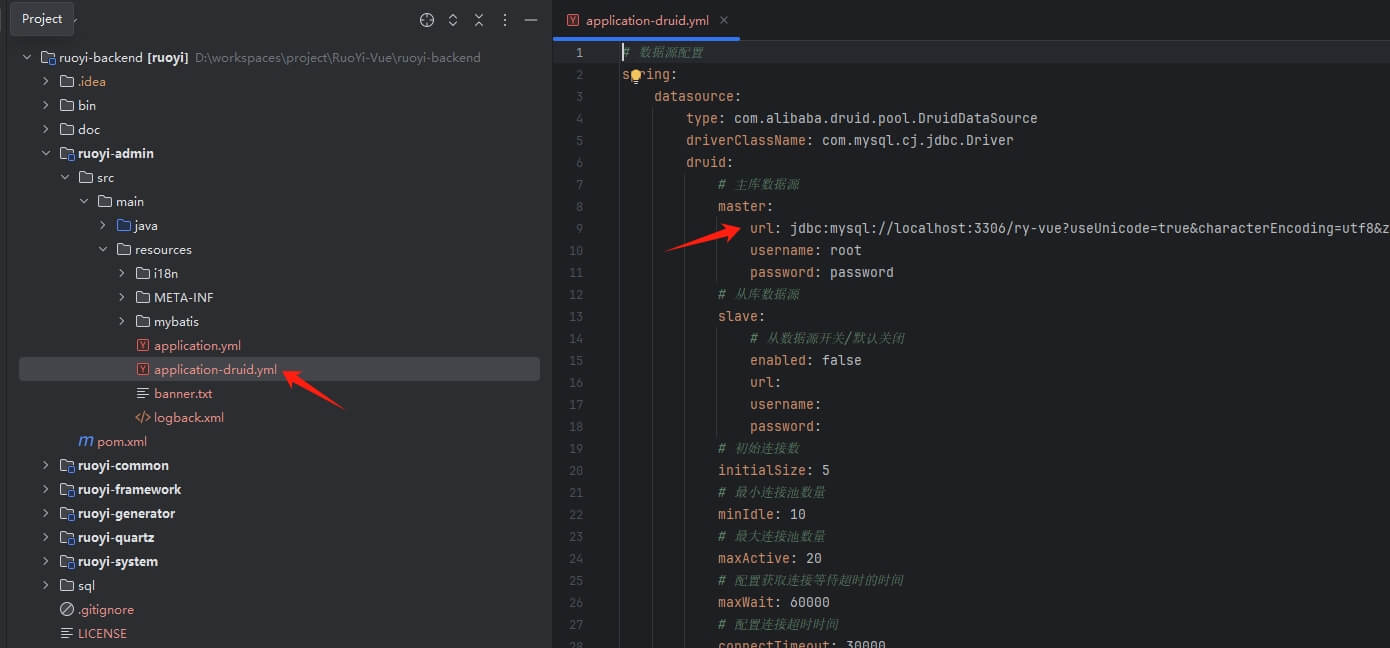 Project
ruoyi-backend [ruoyi] D:\workspaces\project\RuoYi-Vue\ruoyi-backend
.idea
bin
doc
ruoyi-admin
src
main
java
resources
i18n
META-INF
mybatis
application.yml
application-druid.yml
banner.txt
logback.xml
pom.xml
ruoyi-common
ruoyi-framework
ruoyi-generator
ruoyi-quartz
ruoyi-system
sql
.gitignore
LICENSE
application-druid.yml
1 # 数据源配置
2 spring:
3 datasource:
4 type: com.alibaba.druid.pool.DruidDataSource
5 driverClassName: com.mysql.cj.jdbc.Driver
6 druid:
7 # 主库数据源
8 master:
9 url: jdbc:mysql://localhost:3306/ry-vue?useUnicode=true&characterEncoding=utf8&z
10 username: root
11 password: password
12 # 从库数据源
13 slave:
14 # 从数据源开关/默认关闭
15 enabled: false
16 url:
17 username:
18 password:
19 # 初始连接数
20 initialSize: 5
21 # 最小连接池数量
22 minIdle: 10
23 # 最大连接池数量
24 maxActive: 20
25 # 配置获取连接等待超时的时间
26 maxWait: 60000
27 # 配置连接超时时间
28 connectTimeout: 30000